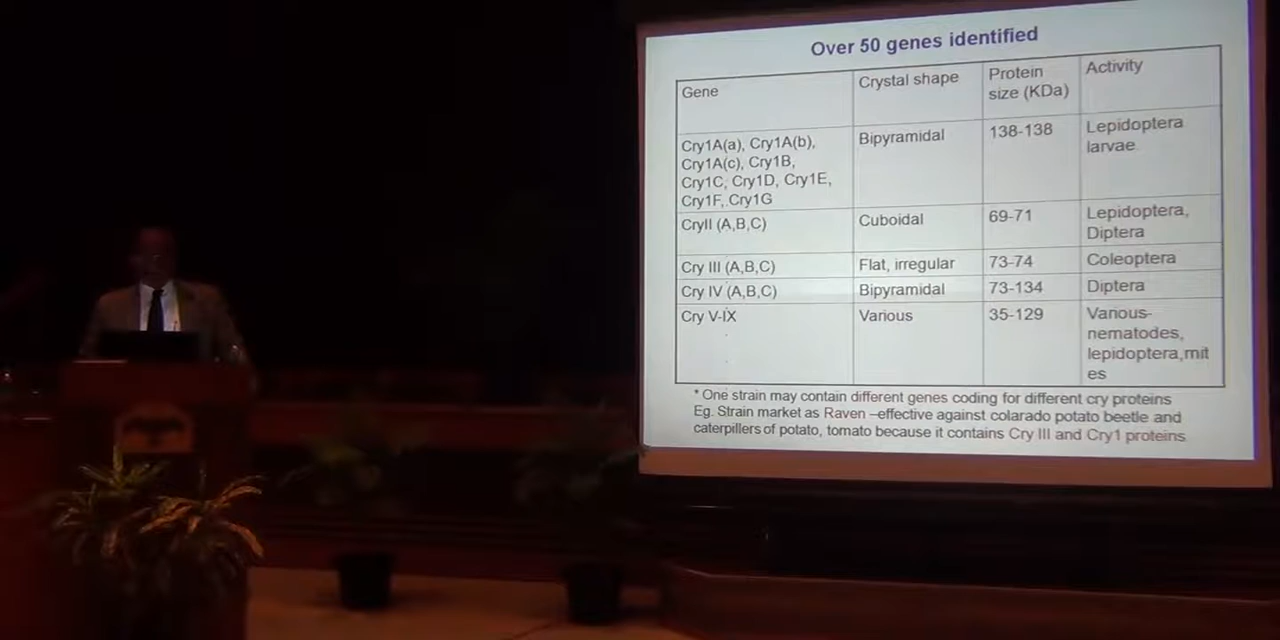 Over 50 genes identified
Gene
Crystal shape
Protein
size (KDa)
Activity
Cry1A(a), Cry1A(b),
Cry1A(c), Cry1B,
Cry1C, Cry1D, Cry1E,
Cry1F, Cry1G
Bipyramidal
138-138
Lepidoptera
larvae
CryII (A,B,C)
Cuboidal
69-71
Lepidoptera,
Diptera
Cry III (A,B,C)
Flat, irregular
73-74
Coleoptera
Cry IV (A,B,C)
Bipyramidal
73-134
Diptera
Cry V-IX
Various
35-129
Various-
nematodes,
lepidoptera,mit
es
* One strain may contain different genes coding for different cry proteins
Eg. Strain market as Raven –effective against colarado potato beetle and
caterpillers of potato, tomato because it contains Cry III and Cry1 proteins